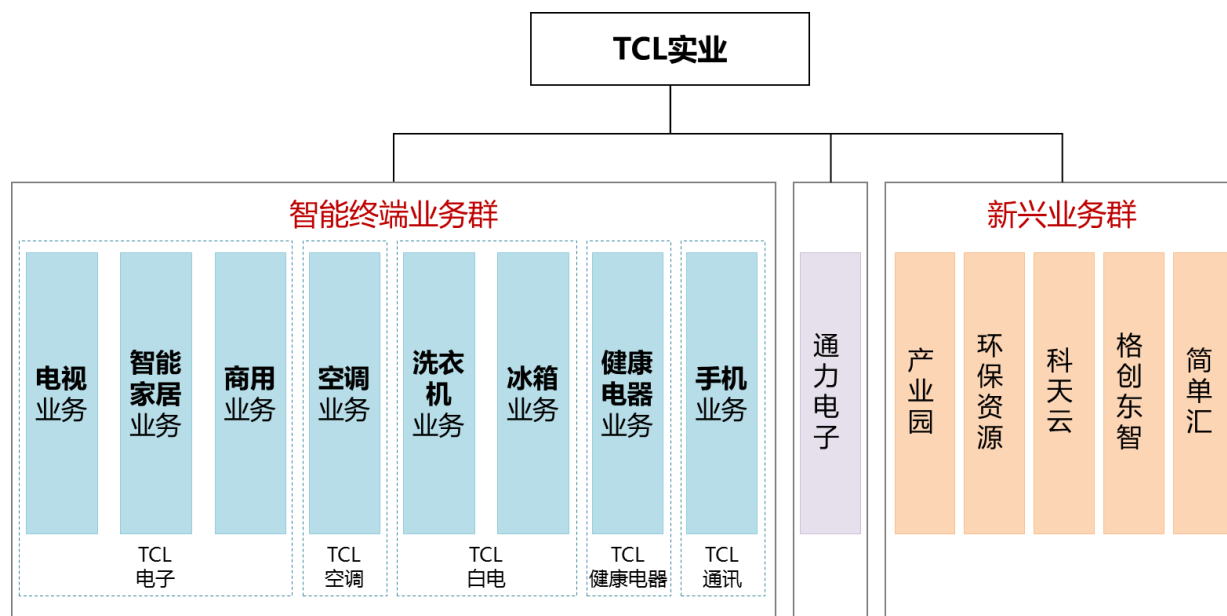 TCL实业
智能终端业务群
电视
业务
智能
家居
业务
商用
业务
空调
业务
洗衣
机
业务
冰箱
业务
健康
电器
业务
手机
业务
TCL
电子
TCL
空调
TCL
白电
TCL
健康电器
TCL
通讯
通力电子
新兴业务群
产业园
环保资源
科天云
格创东智
简单汇